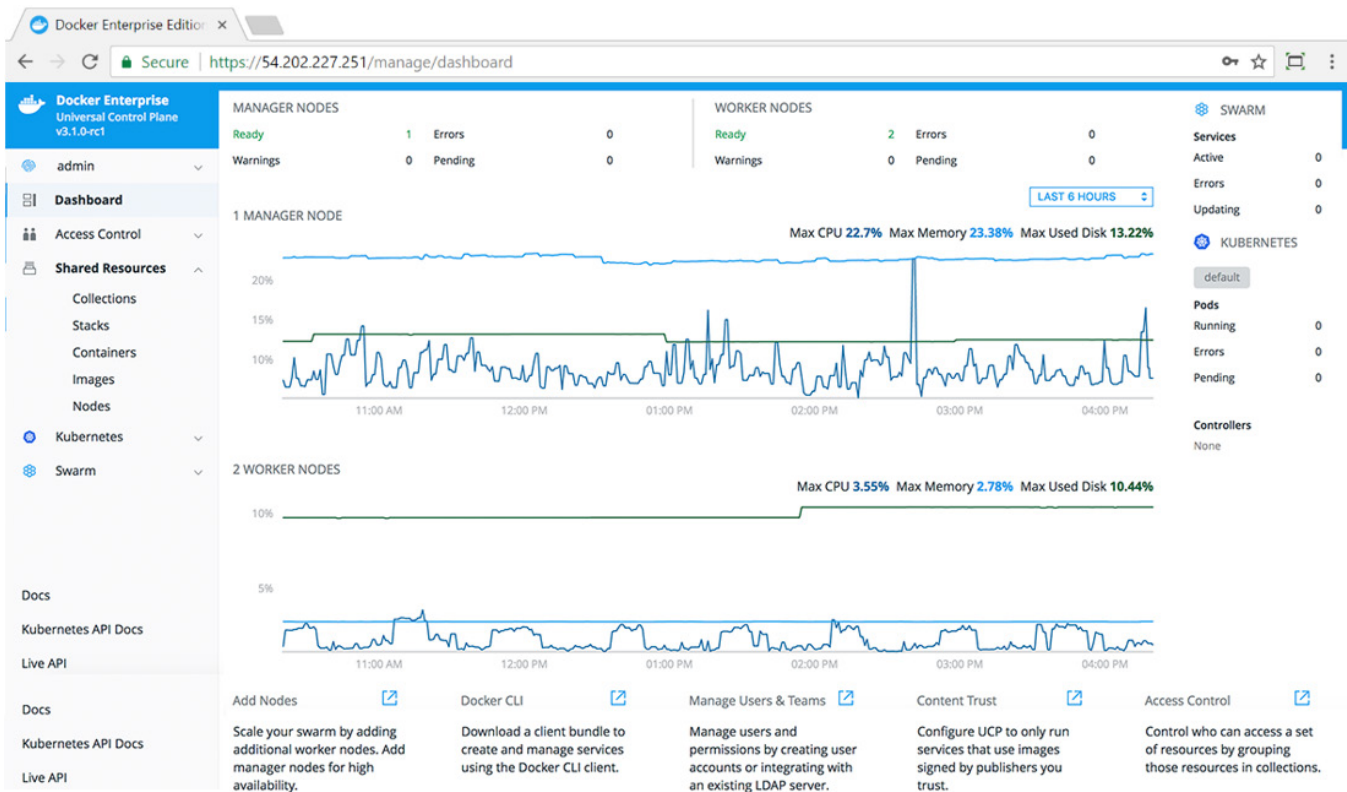 Docker Enterprise Edition ×
Secure | https://54.202.227.251/manage/dashboard
Docker Enterprise
Universal Control Plane
v3.1.0-rc1
admin
Dashboard
Access Control
Shared Resources
Collections
Stacks
Containers
Images
Nodes
Kubernetes
Swarm
Docs
Kubernetes API Docs
Live API
Docs
Kubernetes API Docs
Live API
MANAGER NODES
Ready 1 Errors 0
Warnings 0 Pending 0
WORKER NODES
Ready 2 Errors 0
Warnings 0 Pending 0
LAST 6 HOURS
1 MANAGER NODE
Max CPU 22.7% Max Memory 23.38% Max Used Disk 13.22%
20%
15%
10%
11:00 AM 12:00 PM 01:00 PM 02:00 PM 03:00 PM 04:00 PM
2 WORKER NODES
Max CPU 3.55% Max Memory 2.78% Max Used Disk 10.44%
10%
5%
11:00 AM 12:00 PM 01:00 PM 02:00 PM 03:00 PM 04:00 PM
Add Nodes
Scale your swarm by adding
additional worker nodes. Add
manager nodes for high
availability.
Docker CLI
Download a client bundle to
create and manage services
using the Docker CLI client.
Manage Users & Teams
Manage users and
permissions by creating user
accounts or integrating with
an existing LDAP server.
Content Trust
Configure UCP to only run
services that use images
signed by publishers you
trust.
Access Control
Control who can access a set
of resources by grouping
those resources in collections.
SWARM
Services
Active 0
Errors 0
Updating 0
KUBERNETES
default
Pods
Running 0
Errors 0
Pending 0
Controllers
None